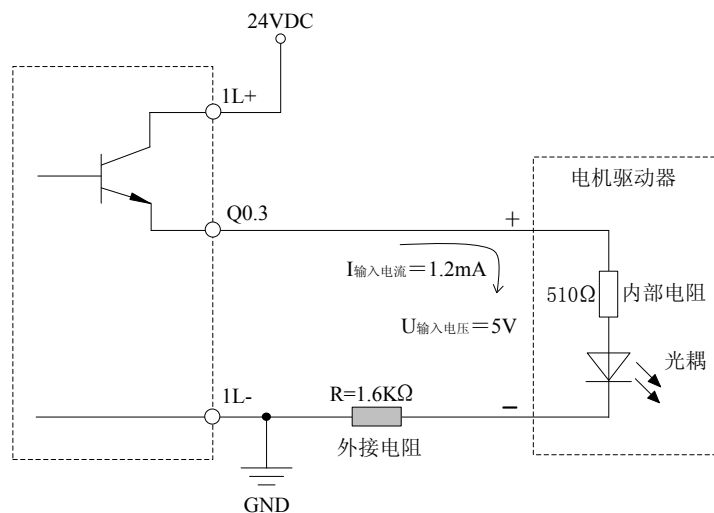 24VDC
1L+
电机驱动器
Q0.3
+
I输入电流＝1.2mA
510Ω
内部电阻
U输入电压＝5V
光耦
1L-
R=1.6KΩ
−
外接电阻
GND